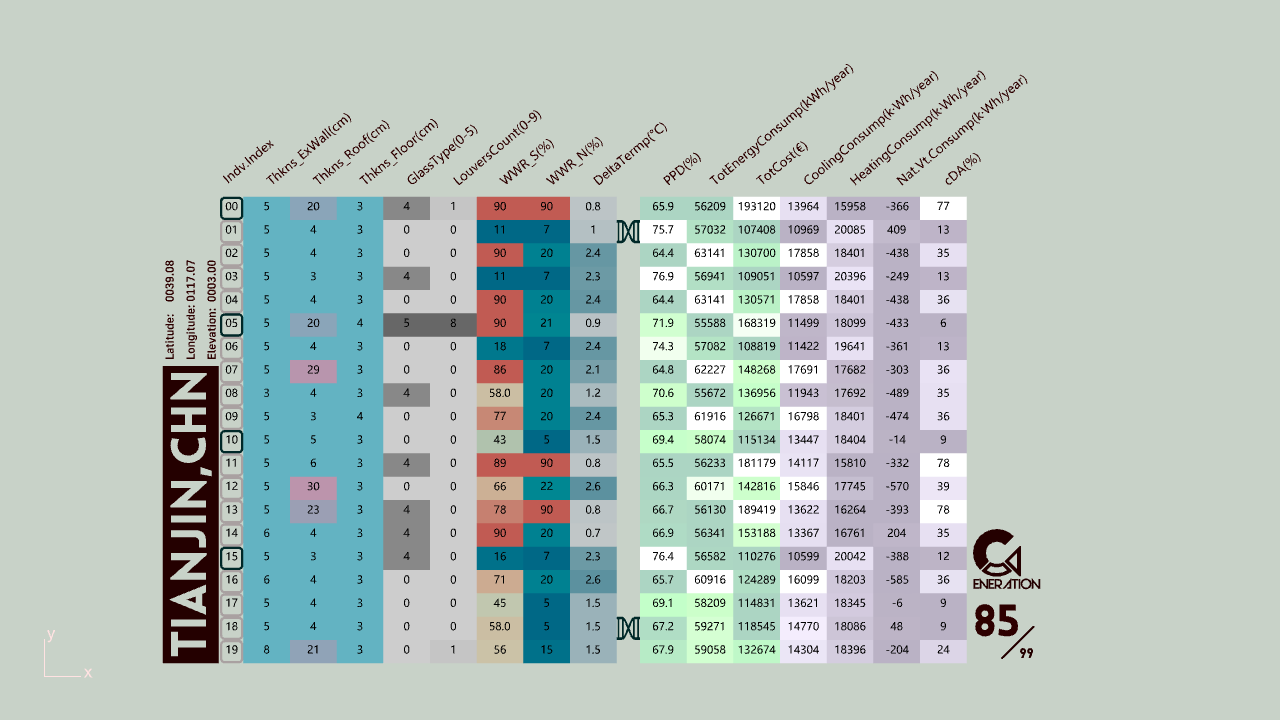 Indv.Index Thkns_ExWall(cm) Thkns_Roof(cm) Thkns_Floor(cm) GlassType(0-5) LouversCount(0-9) WWR_S(%) WWR_N(%) DeltaTermp(°C) PPD(%) TotEnergyConsump(kWh/year) TotCost(€) CoolingConsump(k·Wh/year) HeatingConsump(k·Wh/year) Nat.Vt.Consump(k·Wh/year) cDA(%)
00 5 20 3 4 1 90 90 0.8 65.9 56209 193120 13964 15958 -366 77
01 5 4 3 0 0 11 7 1 75.7 57032 107408 10969 20085 409 13
02 5 4 3 0 0 90 20 2.4 64.4 63141 130700 17858 18401 -438 35
03 5 3 3 4 0 11 7 2.3 76.9 56941 109051 10597 20396 -249 13
04 5 4 3 0 0 90 20 2.4 64.4 63141 130571 17858 18401 -438 36
05 5 20 4 5 8 90 21 0.9 71.9 55588 168319 11499 18099 -433 6
06 5 4 3 0 0 18 7 2.4 74.3 57082 108819 11422 19641 -361 13
07 5 29 3 0 0 86 20 2.1 64.8 62227 148268 17691 17682 -303 36
08 3 4 3 4 0 58.0 20 1.2 70.6 55672 136956 11943 17692 -489 35
09 5 3 4 0 0 77 20 2.4 65.3 61916 126671 16798 18401 -474 36
10 5 5 3 0 0 43 5 1.5 69.4 58074 115134 13447 18404 -14 9
11 5 6 3 4 0 89 90 0.8 65.5 56233 181179 14117 15810 -332 78
12 5 30 3 0 0 66 22 2.6 66.3 60171 142816 15846 17745 -570 39
13 5 23 3 4 0 78 90 0.8 66.7 56130 189419 13622 16264 -393 78
14 6 4 3 4 0 90 20 0.7 66.9 56341 153188 13367 16761 204 35
15 5 3 3 4 0 16 7 2.3 76.4 56582 110276 10599 20042 -388 12
16 6 4 3 0 0 71 20 2.6 65.7 60916 124289 16099 18203 -585 36
17 5 4 3 0 0 45 5 1.5 69.1 58209 114831 13621 18345 -6 9
18 5 4 3 0 0 58.0 5 1.5 67.2 59271 118545 14770 18086 48 9
19 8 21 3 0 1 56 15 1.5 67.9 59058 132674 14304 18396 -204 24
Latitude: 0039.08
Longitude: 0117.07
Elevation: 0003.00
TIANJIN,CHN
GENERATION
85/99
y
x